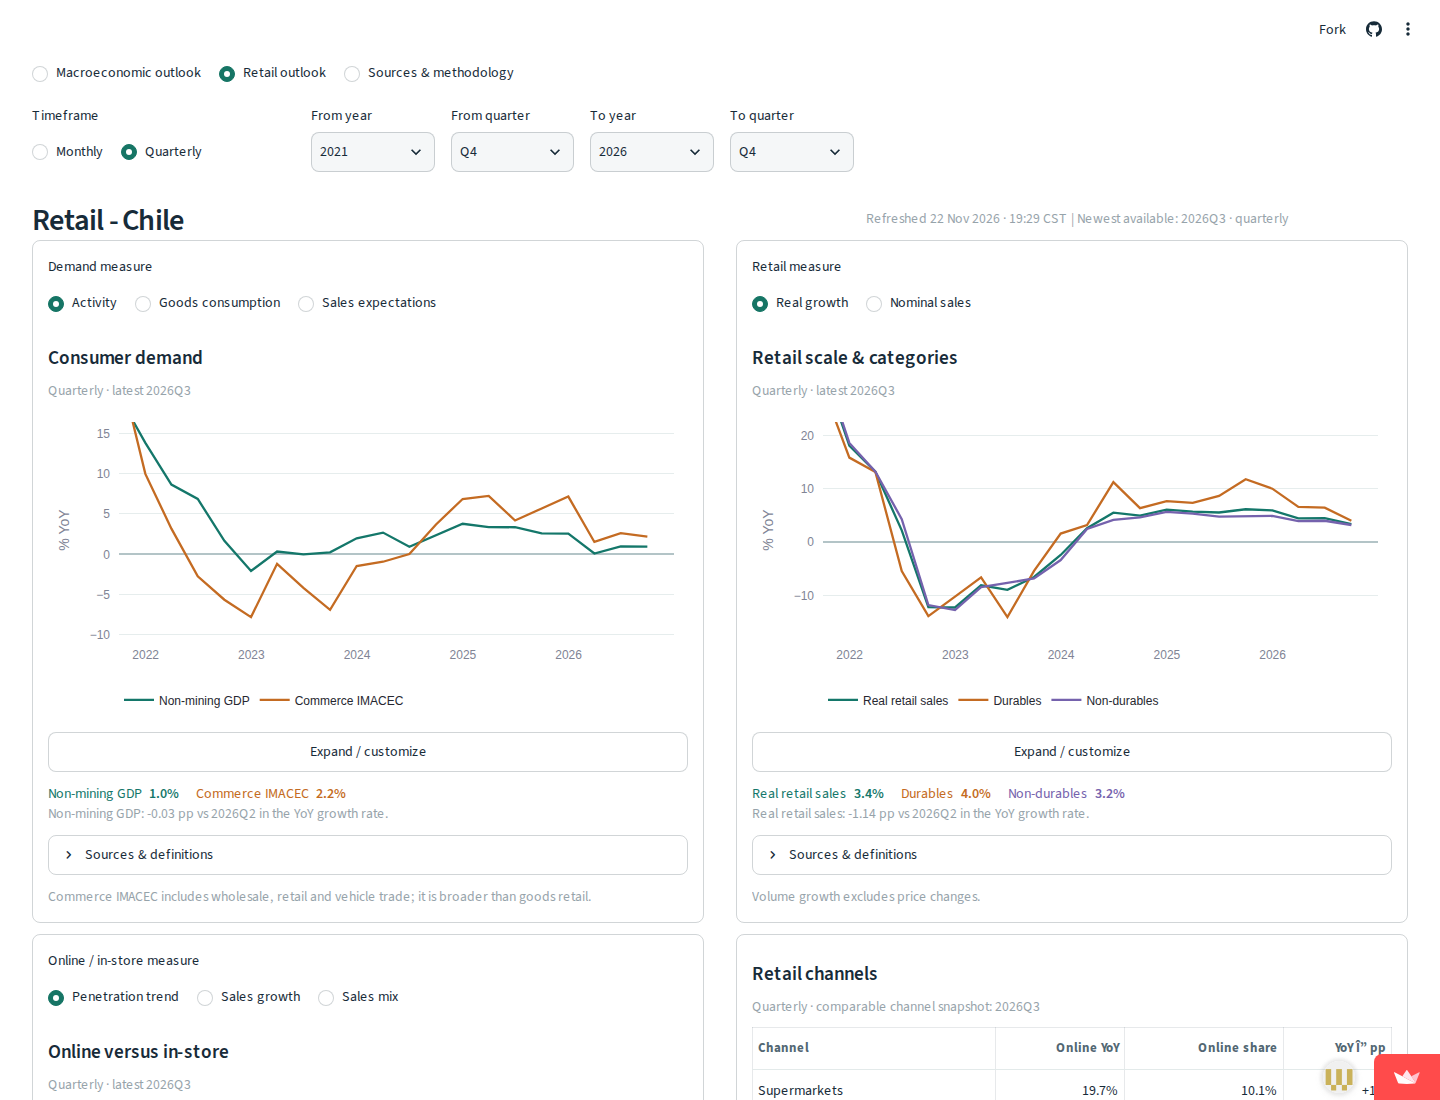 Fork
Macroeconomic outlook Retail outlook Sources & methodology
Timeframe From year From quarter To year To quarter
Monthly Quarterly 2021 Q4 2026 Q4
Retail - Chile
Refreshed 22 Nov 2026 · 19:29 CST | Newest available: 2026Q3 · quarterly
Demand measure
Activity Goods consumption Sales expectations
Consumer demand
Quarterly · latest 2026Q3
15
10
5
0
−5
−10
% YoY
2022 2023 2024 2025 2026
Non-mining GDP Commerce IMACEC
Expand / customize
Non-mining GDP 1.0% Commerce IMACEC 2.2%
Non-mining GDP: -0.03 pp vs 2026Q2 in the YoY growth rate.
Sources & definitions
Commerce IMACEC includes wholesale, retail and vehicle trade; it is broader than goods retail.
Retail measure
Real growth Nominal sales
Retail scale & categories
Quarterly · latest 2026Q3
20
10
0
−10
% YoY
2022 2023 2024 2025 2026
Real retail sales Durables Non-durables
Expand / customize
Real retail sales 3.4% Durables 4.0% Non-durables 3.2%
Real retail sales: -1.14 pp vs 2026Q2 in the YoY growth rate.
Sources & definitions
Volume growth excludes price changes.
Online / in-store measure
Penetration trend Sales growth Sales mix
Online versus in-store
Quarterly · latest 2026Q3
Retail channels
Quarterly · comparable channel snapshot: 2026Q3
Channel Online YoY Online share YoY Î” pp
Supermarkets 19.7% 10.1%